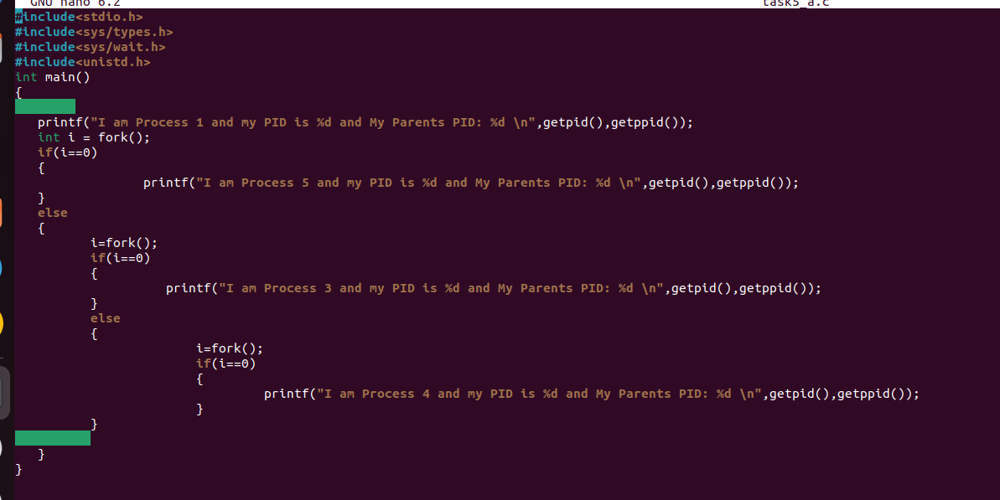 GNU nano 6.2 task5_a.c
#include<stdio.h>
#include<sys/types.h>
#include<sys/wait.h>
#include<unistd.h>
int main()
{
printf("I am Process 1 and my PID is %d and My Parents PID: %d \n",getpid(),getppid());
int i = fork();
if(i==0)
{
printf("I am Process 5 and my PID is %d and My Parents PID: %d \n",getpid(),getppid());
}
else
{
i=fork();
if(i==0)
{
printf("I am Process 3 and my PID is %d and My Parents PID: %d \n",getpid(),getppid());
}
else
{
i=fork();
if(i==0)
{
printf("I am Process 4 and my PID is %d and My Parents PID: %d \n",getpid(),getppid());
}
}
}
}